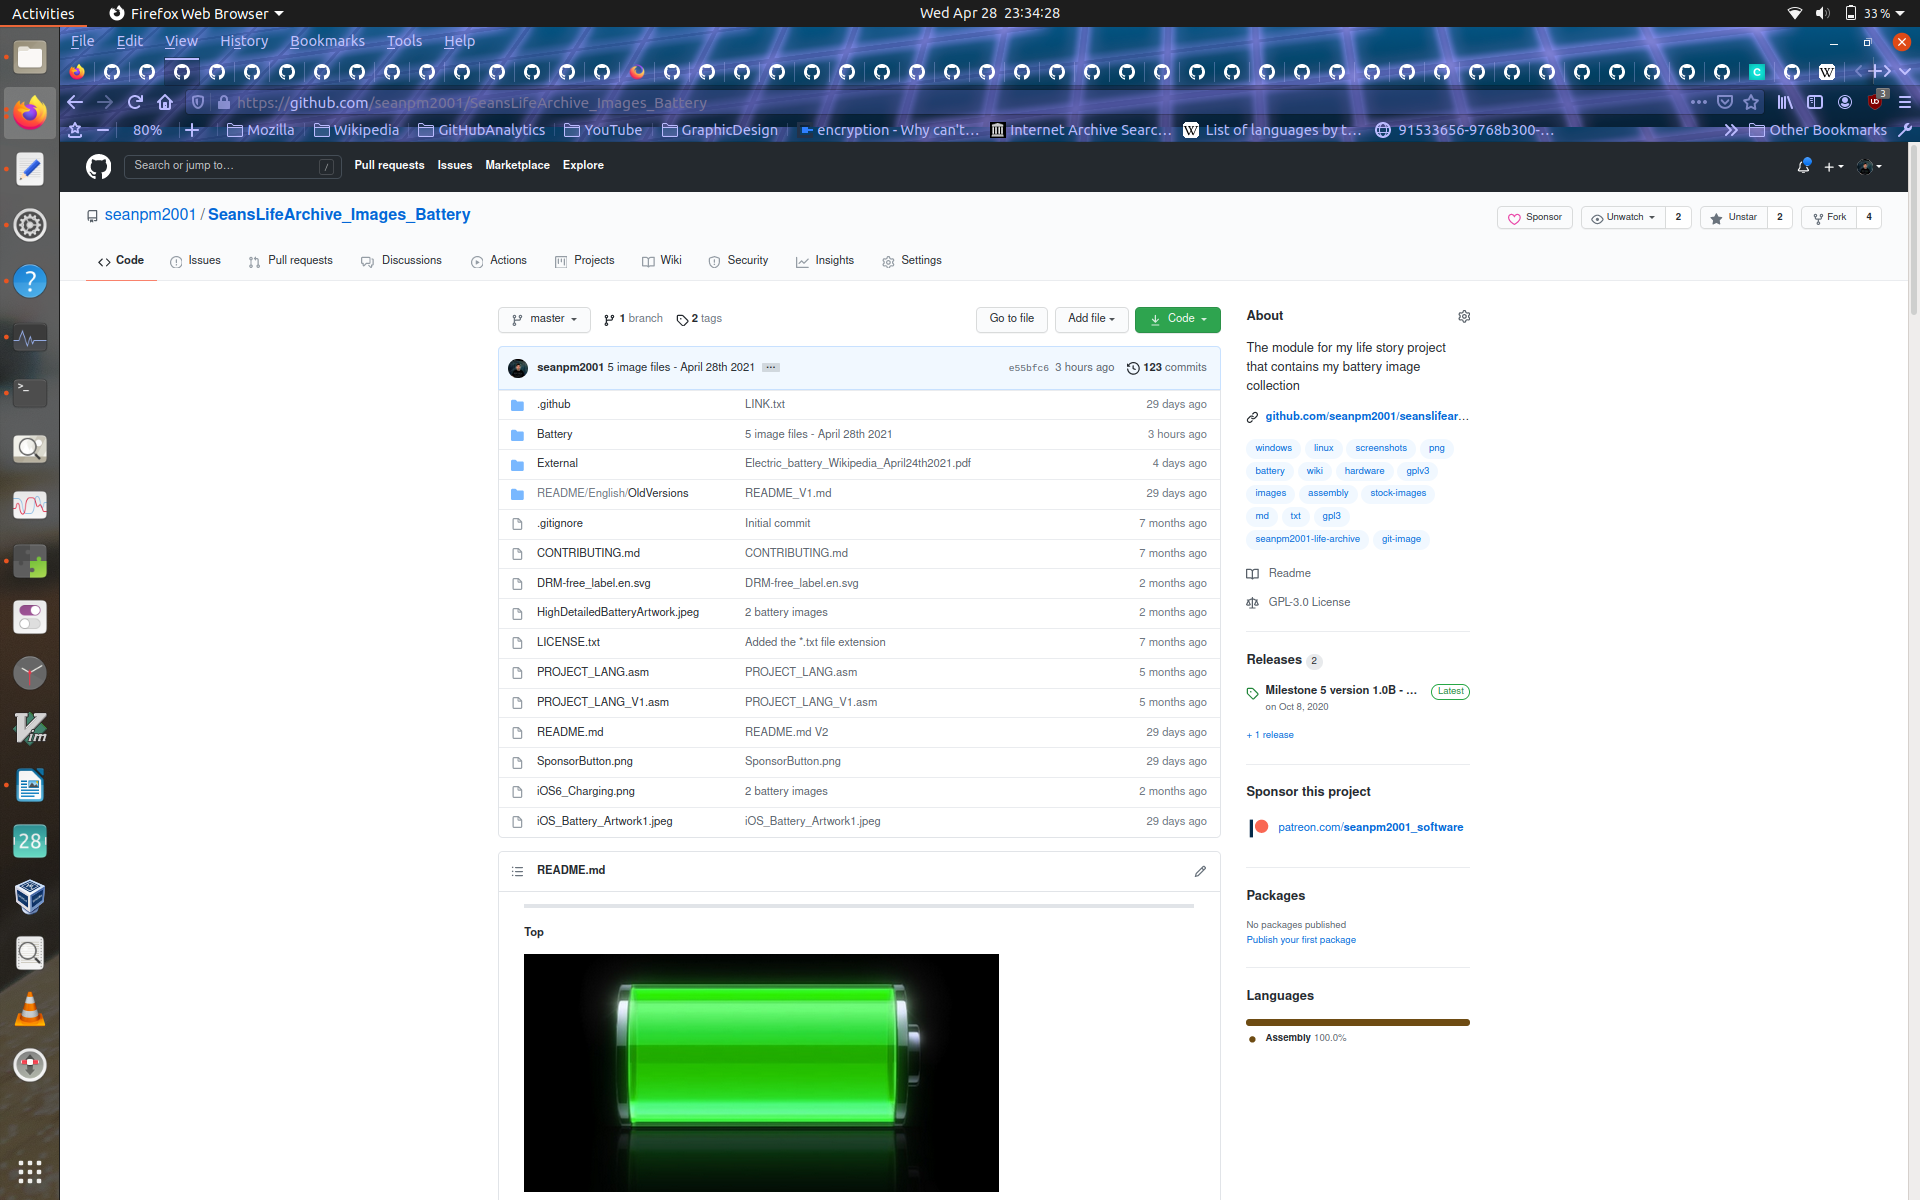 Activities
Firefox Web Browser
Wed Apr 28  23:34:28
33 %
File Edit View History Bookmarks Tools Help
https://github.com/seanpm2001/SeansLifeArchive_Images_Battery
3
80%
Mozilla
Wikipedia
GitHubAnalytics
YouTube
GraphicDesign
encryption - Why can't…
Internet Archive Searc…
List of languages by t…
91533656-9768b300-…
Other Bookmarks
Search or jump to…
/
Pull requests Issues Marketplace Explore
seanpm2001 / SeansLifeArchive_Images_Battery
Sponsor
Unwatch 2
Unstar 2
Fork 4
Code Issues Pull requests Discussions Actions Projects Wiki Security Insights Settings
master
1 branch
2 tags
Go to file
Add file
Code
seanpm2001 5 image files - April 28th 2021 ...
e55bfc6 3 hours ago
123 commits
.github LINK.txt 29 days ago
Battery 5 image files - April 28th 2021 3 hours ago
External Electric_battery_Wikipedia_April24th2021.pdf 4 days ago
README/English/OldVersions README_V1.md 29 days ago
.gitignore Initial commit 7 months ago
CONTRIBUTING.md CONTRIBUTING.md 7 months ago
DRM-free_label.en.svg DRM-free_label.en.svg 2 months ago
HighDetailedBatteryArtwork.jpeg 2 battery images 2 months ago
LICENSE.txt Added the *.txt file extension 7 months ago
PROJECT_LANG.asm PROJECT_LANG.asm 5 months ago
PROJECT_LANG_V1.asm PROJECT_LANG_V1.asm 5 months ago
README.md README.md V2 29 days ago
SponsorButton.png SponsorButton.png 29 days ago
iOS6_Charging.png 2 battery images 2 months ago
iOS_Battery_Artwork1.jpeg iOS_Battery_Artwork1.jpeg 29 days ago
README.md
Top
About
The module for my life story project
that contains my battery image
collection
github.com/seanpm2001/seanslifear…
windows linux screenshots png
battery wiki hardware gplv3
images assembly stock-images
md txt gpl3
seanpm2001-life-archive git-image
Readme
GPL-3.0 License
Releases 2
Milestone 5 version 1.0B - … Latest
on Oct 8, 2020
+ 1 release
Sponsor this project
patreon.com/seanpm2001_software
Packages
No packages published
Publish your first package
Languages
Assembly 100.0%
28